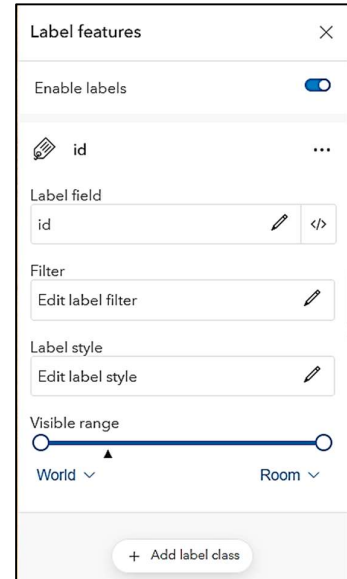 Label features
Enable labels
id
Label field
id
</>
Filter
Edit label filter
Label style
Edit label style
Visible range
World
Room
+ Add label class